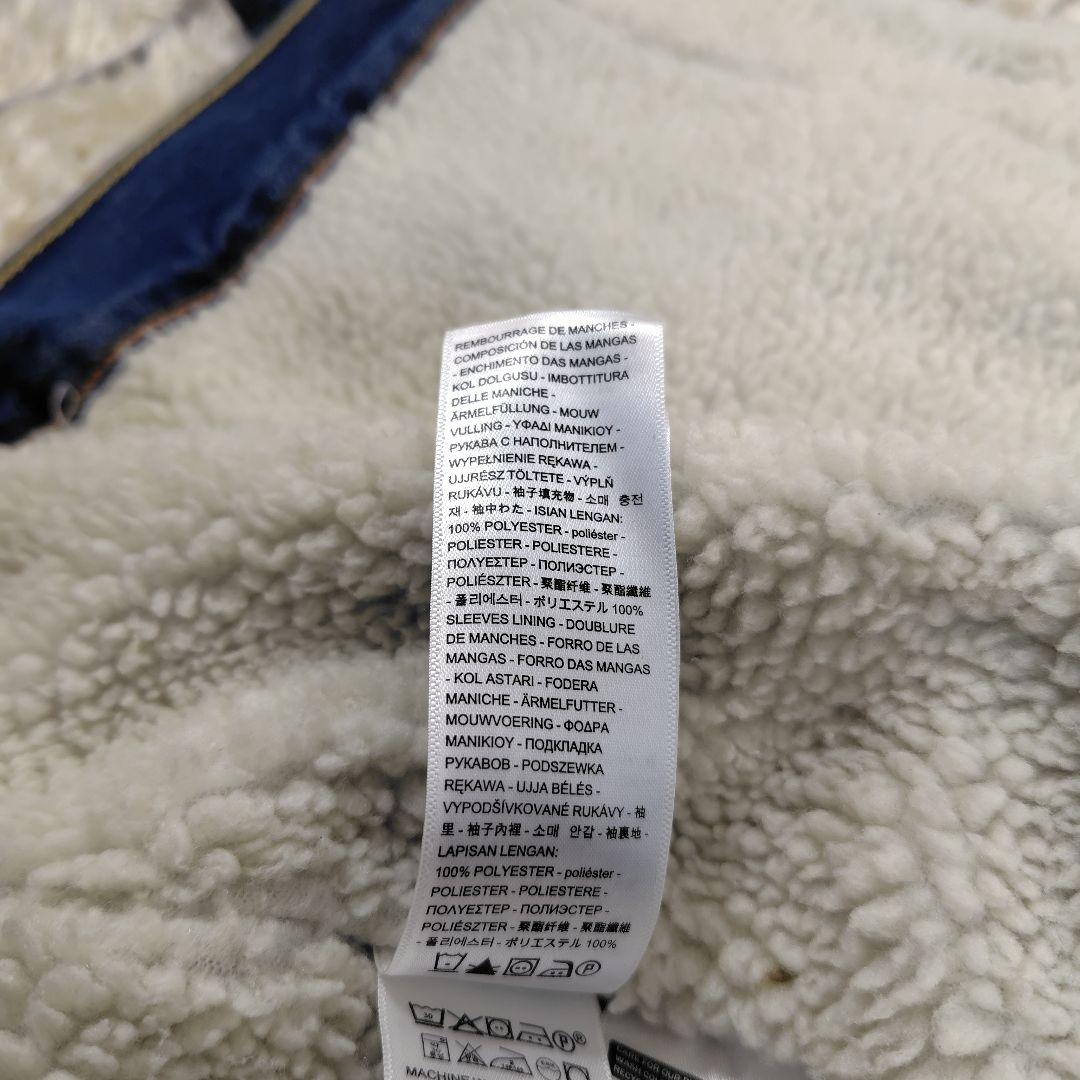 REMBOURRAGE DE MANCHES -
COMPOSICIÓN DE LAS MANGAS
- ENCHIMENTO DAS MANGAS -
KOL DOLGUSU - IMBOTTITURA
DELLE MANICHE -
ÄRMELFÜLLUNG - MOUW
VULLING - ΥΦΑΔΙ ΜΑΝΙΚΙΟΥ -
РУКАВА С НАПОЛНИТЕЛЕМ -
WYPEŁNIENIE RĘKAWA -
UJJRÉSZ TÖLTETE - VÝPLŇ
RUKÁVU - 袖子填充物 - 소매 충전
재 - 袖中わた - ISIAN LENGAN:
100% POLYESTER - poliéster -
POLIESTER - POLIESTERE -
ΠΟΛΥΕΣΤΕΡ - ПОЛИЭСТЕР -
POLIÉSZTER - 聚酯纤维 - 聚酯纖維
- 폴리에스터 - ポリエステル 100%
SLEEVES LINING - DOUBLURE
DE MANCHES - FORRO DE LAS
MANGAS - FORRO DAS MANGAS
- KOL ASTARI - FODERA
MANICHE - ÄRMELFUTTER -
MOUWVOERING - ΦΟΔΡΑ
ΜΑΝΙΚΙΟΥ - ПОДКЛАДКА
РУКАВОВ - PODSZEWKA
RĘKAWA - UJJA BÉLÉS -
VYPODŠÍVKOVANÉ RUKÁVY - 袖
里 - 袖子內裡 - 소매 안감 - 袖裏地 -
LAPISAN LENGAN:
100% POLYESTER - poliéster -
POLIESTER - POLIESTERE -
ΠΟΛΥΕΣΤΕΡ - ПОЛИЭСТЕР -
POLIÉSZTER - 聚酯纤维 - 聚酯纖維
- 폴리에스터 - ポリエステル 100%
P
30 P
MACHINE
CARE FOR OUR